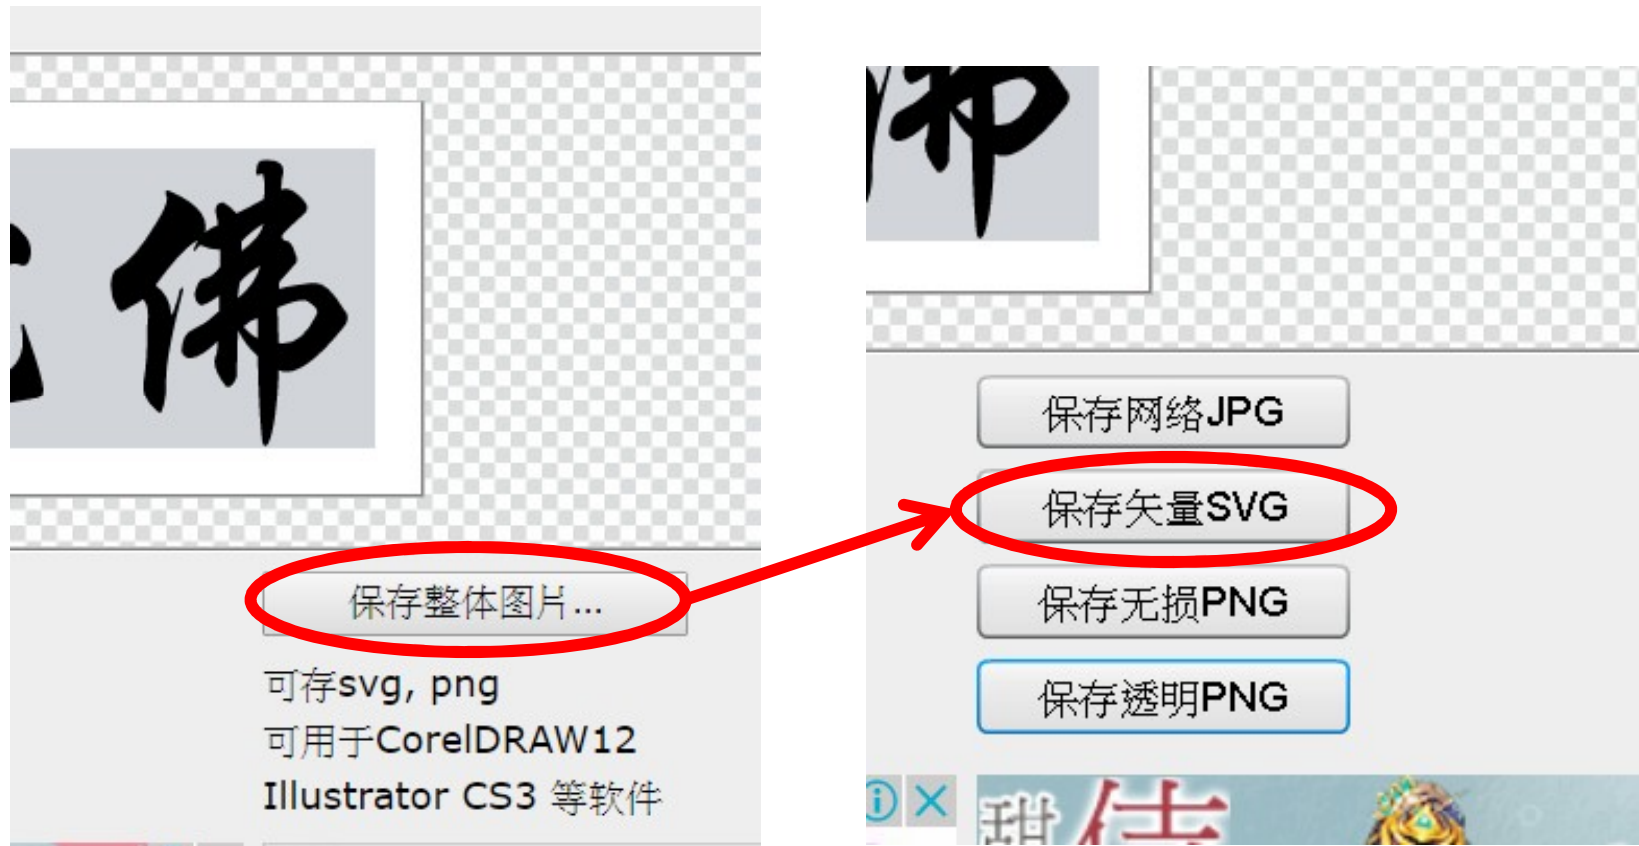 佛
保存整体图片...
可存svg, png
可用于CorelDRAW12
Illustrator CS3 等软件
保存网络JPG
保存矢量SVG
保存无损PNG
保存透明PNG
甜